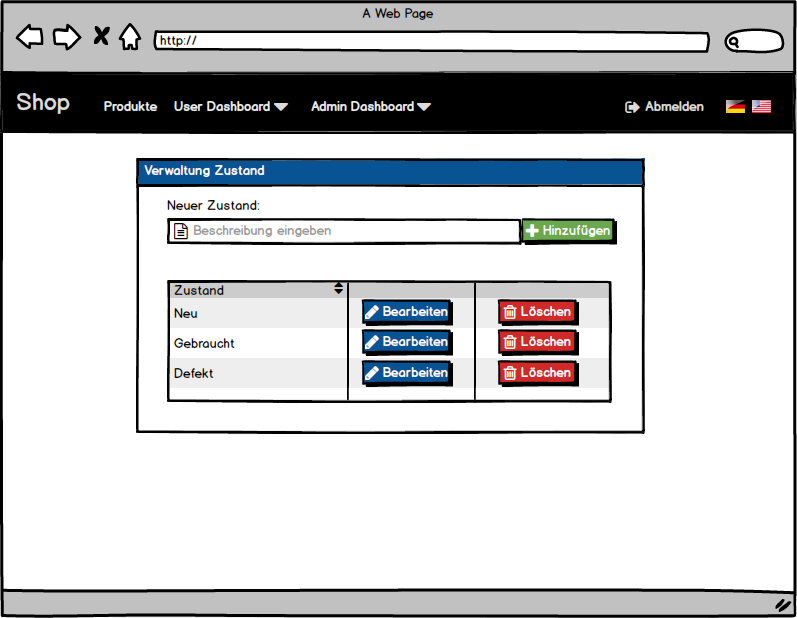 A Web Page
http://
Shop Produkte User Dashboard Admin Dashboard Abmelden
Verwaltung Zustand
Neuer Zustand:
Beschreibung eingeben Hinzufügen
Zustand
Neu Bearbeiten Löschen
Gebraucht Bearbeiten Löschen
Defekt Bearbeiten Löschen